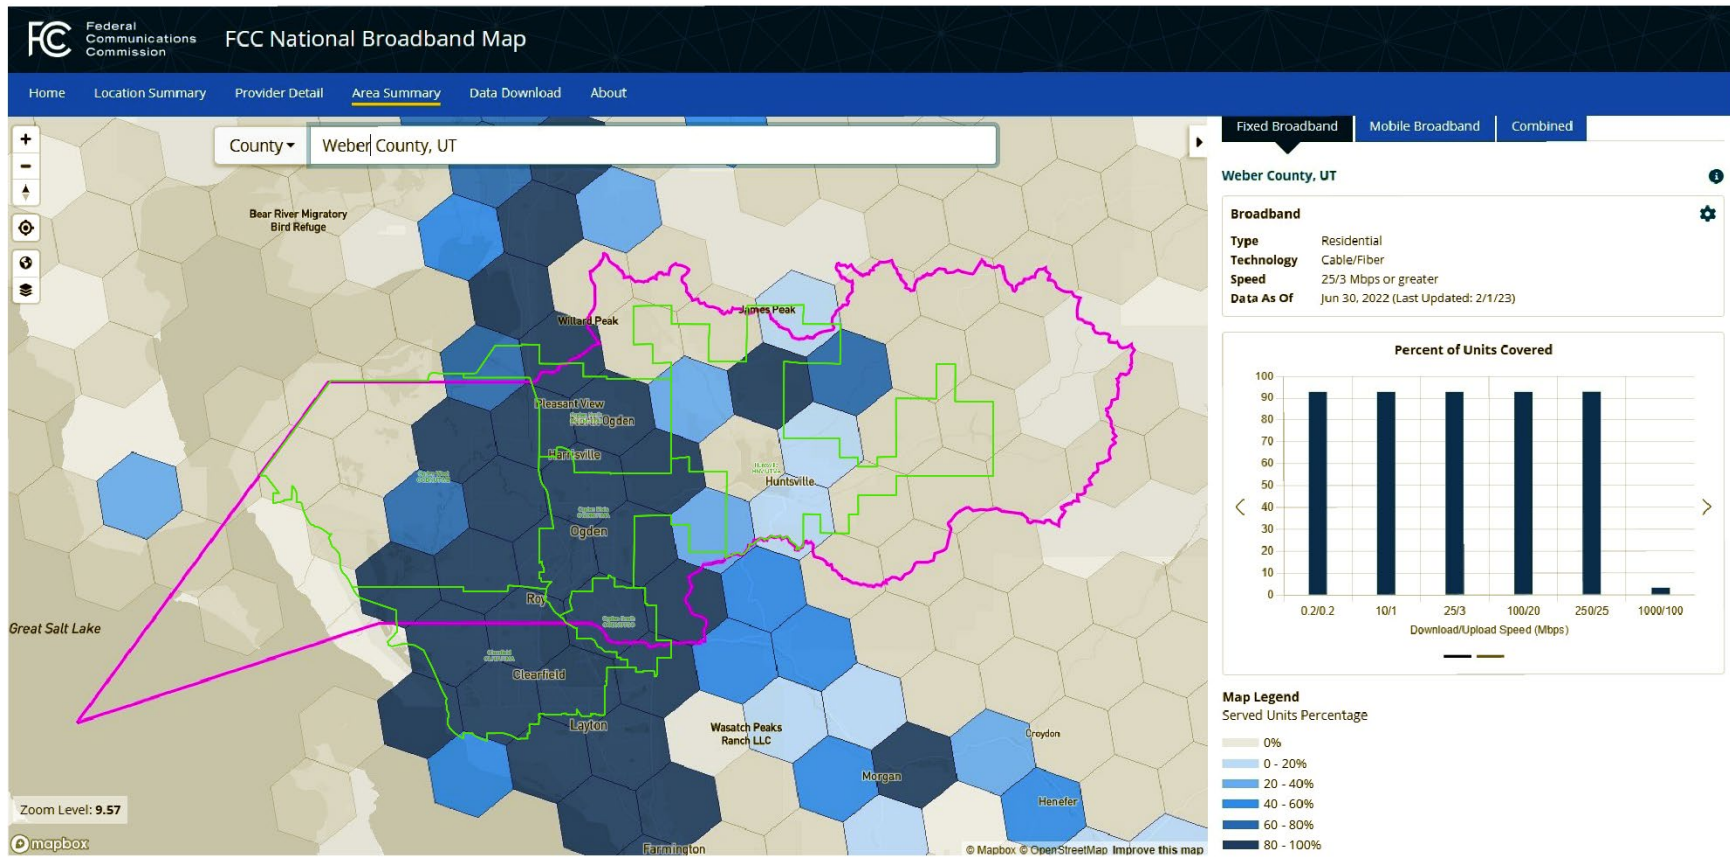 Federal
Communications
Commission
FCC National Broadband Map
Home Location Summary Provider Detail Area Summary Data Download About
County Weber County, UT
Fixed Broadband Mobile Broadband Combined
Weber County, UT
Broadband
Type Residential
Technology Cable/Fiber
Speed 25/3 Mbps or greater
Data As Of Jun 30, 2022 (Last Updated: 2/1/23)
Bear River Migratory
Bird Refuge
Willard Peak
James Peak
Pleasant View
Ogden
Harrisville
Huntsville
Ogden
Roy
Great Salt Lake
Clearfield
Layton
Wasatch Peaks
Ranch LLC
Croydon
Morgan
Henefer
Farmington
Percent of Units Covered
100
90
80
70
60
50
40
30
20
10
0
0.2/0.2 10/1 25/3 100/20 250/25 1000/100
Download/Upload Speed (Mbps)
Map Legend
Served Units Percentage
0%
0 - 20%
20 - 40%
40 - 60%
60 - 80%
80 - 100%
Zoom Level: 9.57
mapbox
© Mapbox © OpenStreetMap Improve this map